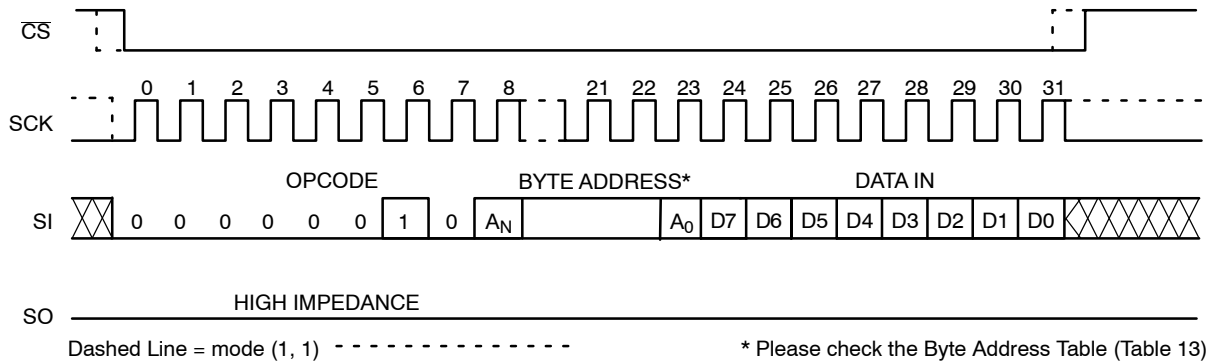 CS
0 1 2 3 4 5 6 7 8 21 22 23 24 25 26 27 28 29 30 31
SCK
OPCODE BYTE ADDRESS* DATA IN
SI 0 0 0 0 0 0 1 0 AN A0 D7 D6 D5 D4 D3 D2 D1 D0
HIGH IMPEDANCE
SO
Dashed Line = mode (1, 1) * Please check the Byte Address Table (Table 13)